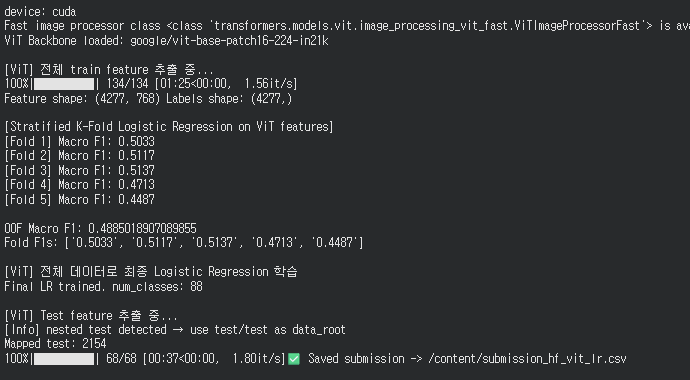 device: cuda
Fast image processor class <class 'transformers.models.vit.image_processing_vit_fast.ViTImageProcessorFast'> is ava
ViT Backbone loaded: google/vit-base-patch16-224-in21k
[ViT] 전체 train feature 추출 중...
100%|██████████| 134/134 [01:25<00:00,  1.56it/s]
Feature shape: (4277, 768) Labels shape: (4277,)
[Stratified K-Fold Logistic Regression on ViT features]
[Fold 1] Macro F1: 0.5033
[Fold 2] Macro F1: 0.5117
[Fold 3] Macro F1: 0.5137
[Fold 4] Macro F1: 0.4713
[Fold 5] Macro F1: 0.4487
OOF Macro F1: 0.4885018907089855
Fold F1s: ['0.5033', '0.5117', '0.5137', '0.4713', '0.4487']
[ViT] 전체 데이터로 최종 Logistic Regression 학습
Final LR trained. num_classes: 88
[ViT] Test feature 추출 중...
[Info] nested test detected → use test/test as data_root
Mapped test: 2154
100%|██████████| 68/68 [00:37<00:00,  1.80it/s]✅ Saved submission -> /content/submission_hf_vit_lr.csv